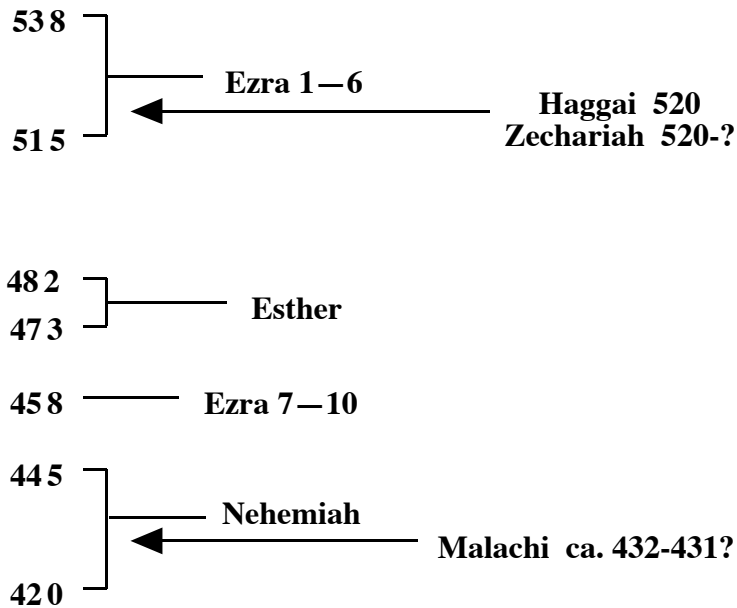 538
Ezra 1—6
Haggai 520
Zechariah 520-?
515
482
Esther
473
458
Ezra 7—10
445
Nehemiah
Malachi ca. 432-431?
420